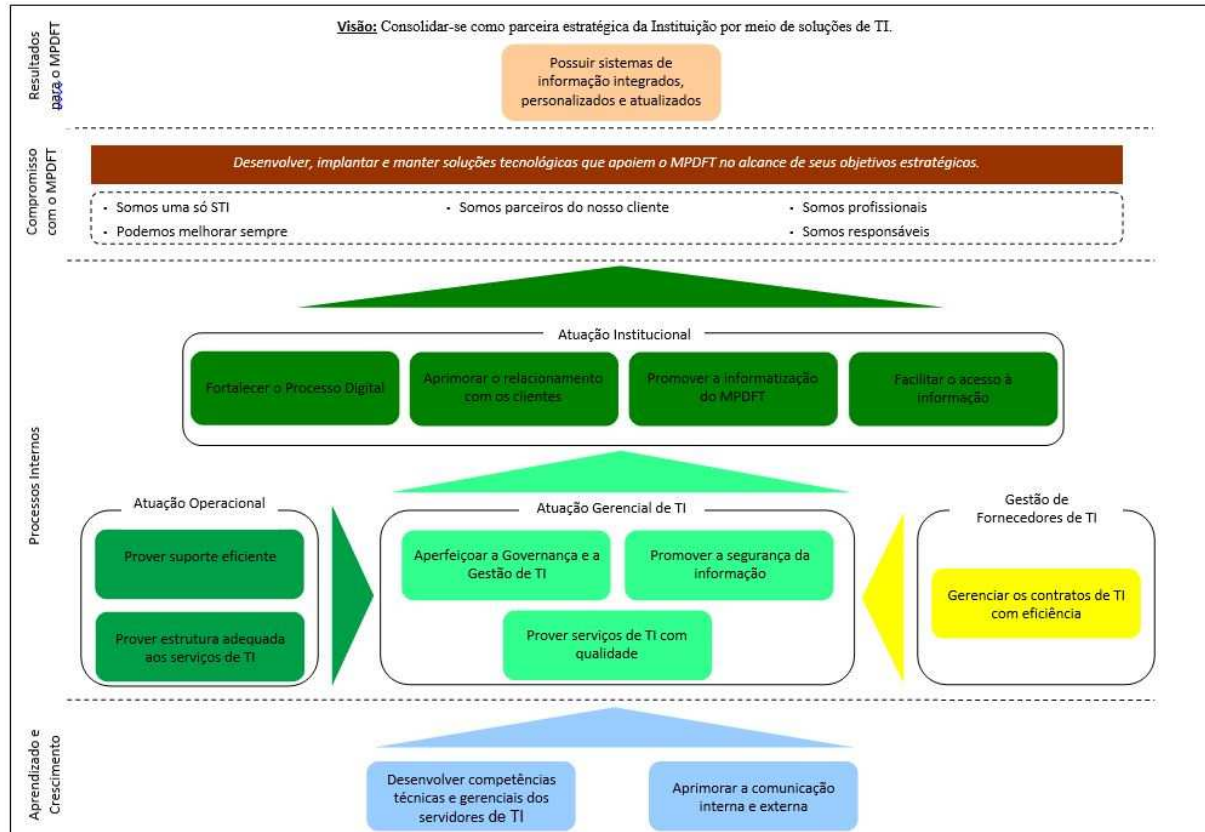 Visão: Consolidar-se como parceira estratégica da Instituição por meio de soluções de TI.
Resultados
para o MPDFT
Possuir sistemas de
informação integrados,
personalizados e atualizados
Compromisso
com o MPDFT
Desenvolver, implantar e manter soluções tecnológicas que apoiem o MPDFT no alcance de seus objetivos estratégicos.
· Somos uma só STI
· Podemos melhorar sempre
· Somos parceiros do nosso cliente
· Somos profissionais
· Somos responsáveis
Processos Internos
Atuação Institucional
Fortalecer o Processo Digital
Aprimorar o relacionamento
com os clientes
Promover a informatização
do MPDFT
Facilitar o acesso à
informação
Atuação Operacional
Prover suporte eficiente
Prover estrutura adequada
aos serviços de TI
Atuação Gerencial de TI
Aperfeiçoar a Governança e a
Gestão de TI
Promover a segurança da
informação
Prover serviços de TI com
qualidade
Gestão de
Fornecedores de TI
Gerenciar os contratos de TI
com eficiência
Aprendizado e
Crescimento
Desenvolver competências
técnicas e gerenciais dos
servidores de TI
Aprimorar a comunicação
interna e externa